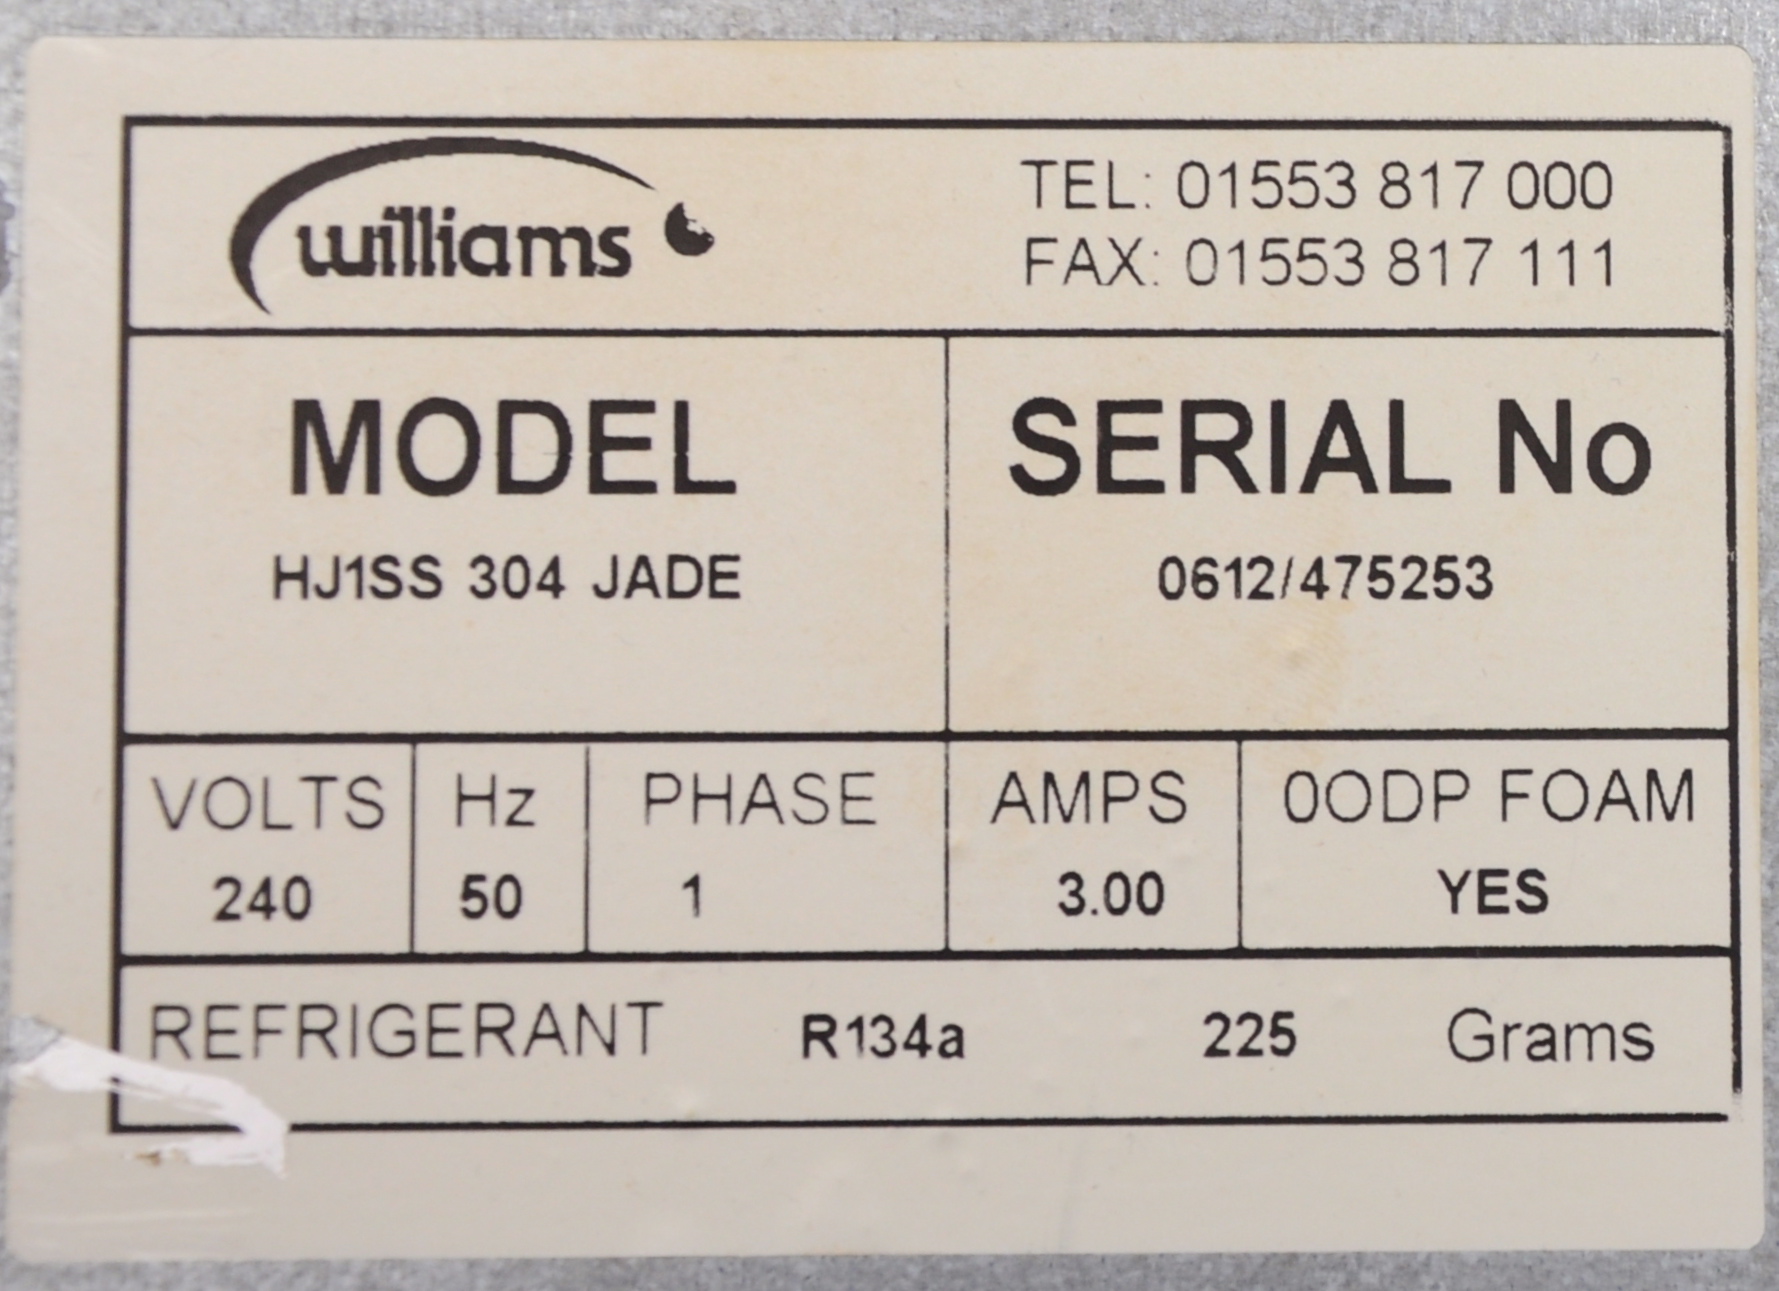 williams
TEL: 01553 817 000
FAX: 01553 817 111
MODEL
HJ1SS 304 JADE
SERIAL No
0612/475253
VOLTS
240
Hz
50
PHASE
1
AMPS
3.00
0ODP FOAM
YES
REFRIGERANT R134a 225 Grams